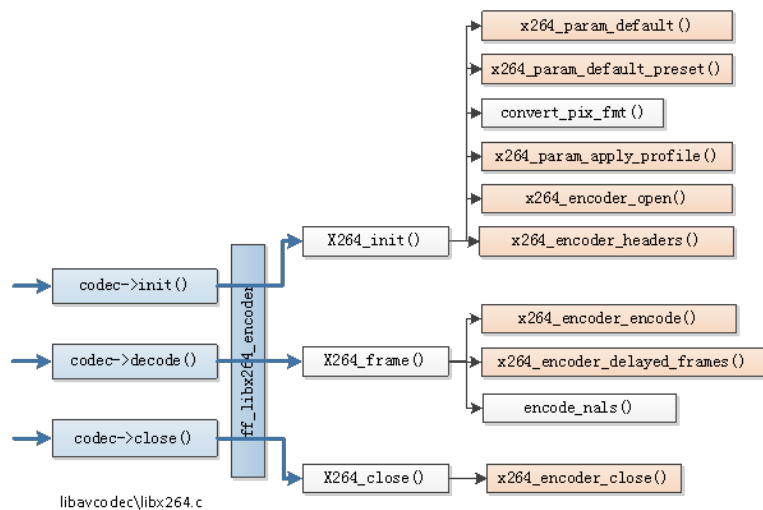 x264_param_default()
x264_param_default_preset()
convert_pix_fmt()
x264_param_apply_profile()
x264_encoder_open()
X264_init()
x264_encoder_headers()
codec->init()
ff_libx264_encoder
x264_encoder_encode()
codec->decode()
X264_frame()
x264_encoder_delayed_frames()
encode_nals()
codec->close()
X264_close()
x264_encoder_close()
libavcodec\libx264.c